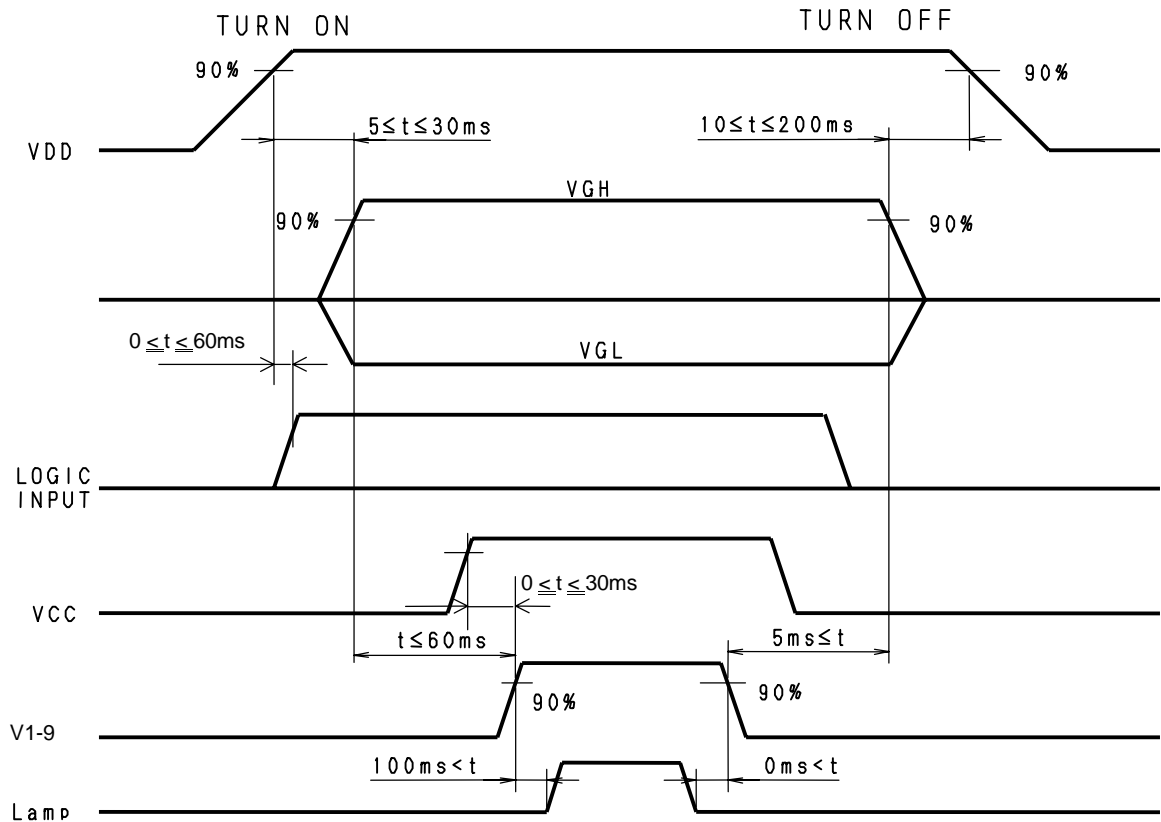 TURN ON
TURN OFF
90%
90%
5≤t≤30ms
10≤t≤200ms
VDD
VGH
90%
90%
0≤t≤60ms
VGL
LOGIC
INPUT
0≤t≤30ms
VCC
t≤60ms
5ms≤t
90%
90%
V1-9
100ms<t
0ms<t
Lamp